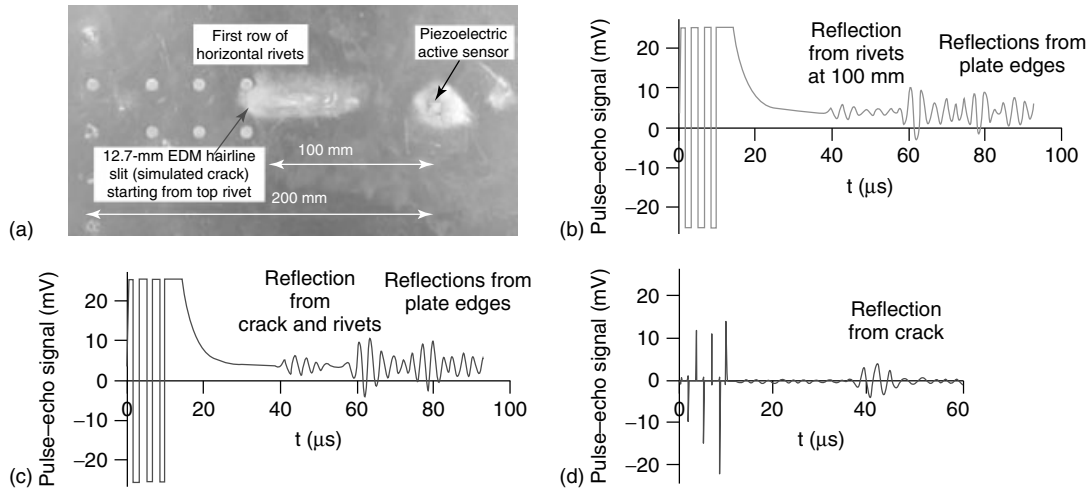 (a)
First row of
horizontal rivets
Piezoelectric
active sensor
12.7-mm EDM hairline
slit (simulated crack)
starting from top rivet
100 mm
200 mm
(b)
Pulse–echo signal (mV)
20
10
0
−10
−20
0
20
40
60
80
100
t (μs)
Reflection
from rivets
at 100 mm
Reflections from
plate edges
(c)
Pulse–echo signal (mV)
20
10
0
−10
−20
0
20
40
60
80
100
t (μs)
Reflection
from
crack and rivets
Reflections from
plate edges
(d)
Pulse–echo signal (mV)
20
10
0
−10
−20
0
20
40
60
t (μs)
Reflection
from crack